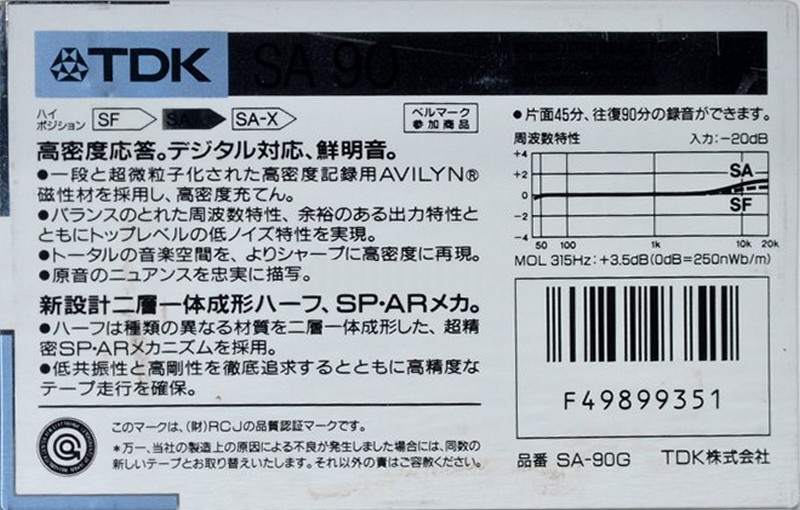 TDK SA 90
ハイ
ポジション SF SA SA-X
ベルマーク
参加商品
高密度応答。デジタル対応、鮮明音。
●一段と超微粒子化された高密度記録用AVILYN®
磁性材を採用し、高密度充てん。
●バランスのとれた周波数特性、余裕のある出力特性と
ともにトップレベルの低ノイズ特性を実現。
●トータルの音楽空間を、よりシャープに高密度に再現。
●原音のニュアンスを忠実に描写。
新設計二層一体成形ハーフ、SP・ARメカ。
●ハーフは種類の異なる材質を二層一体成形した、超精
密SP・ARメカニズムを採用。
●低共振性と高剛性を徹底追求するとともに高精度な
テープ走行を確保。
このマークは、(財)RCJの品質認証マークです。
*万一、当社の製造上の原因による不良が発生しました場合には、同数の
新しいテープとお取り替えいたします。それ以外の責はご容赦ください。
●片面45分、往復90分の録音ができます。
周波数特性 入力:-20dB
+4
+2
0
-2
-4
SA
SF
50 100 1k 10k 20k
MOL 315Hz:+3.5dB(0dB=250nWb/m)
F49899351
品番 SA-90G TDK株式会社